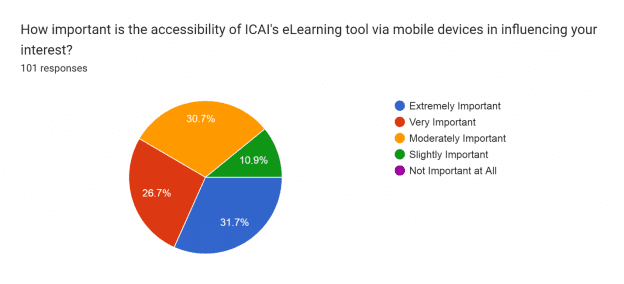 How important is the accessibility of ICAI's eLearning tool via mobile devices in influencing your
interest?
101 responses
30.7%
10.9%
26.7%
31.7%
Extremely Important
Very Important
Moderately Important
Slightly Important
Not Important at All